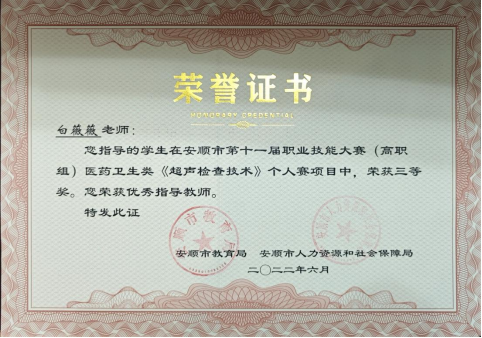 荣誉证书
HONORARY CREDENTIAL
白薇薇老师：
您指导的学生在安顺市第十一届职业技能大赛（高职
组）医药卫生类《超声检查技术》个人赛项目中，荣获三等
奖。您荣获优秀指导教师。
特发此证
安顺市教育局 安顺市人力资源和社会保障局
二〇二二年六月